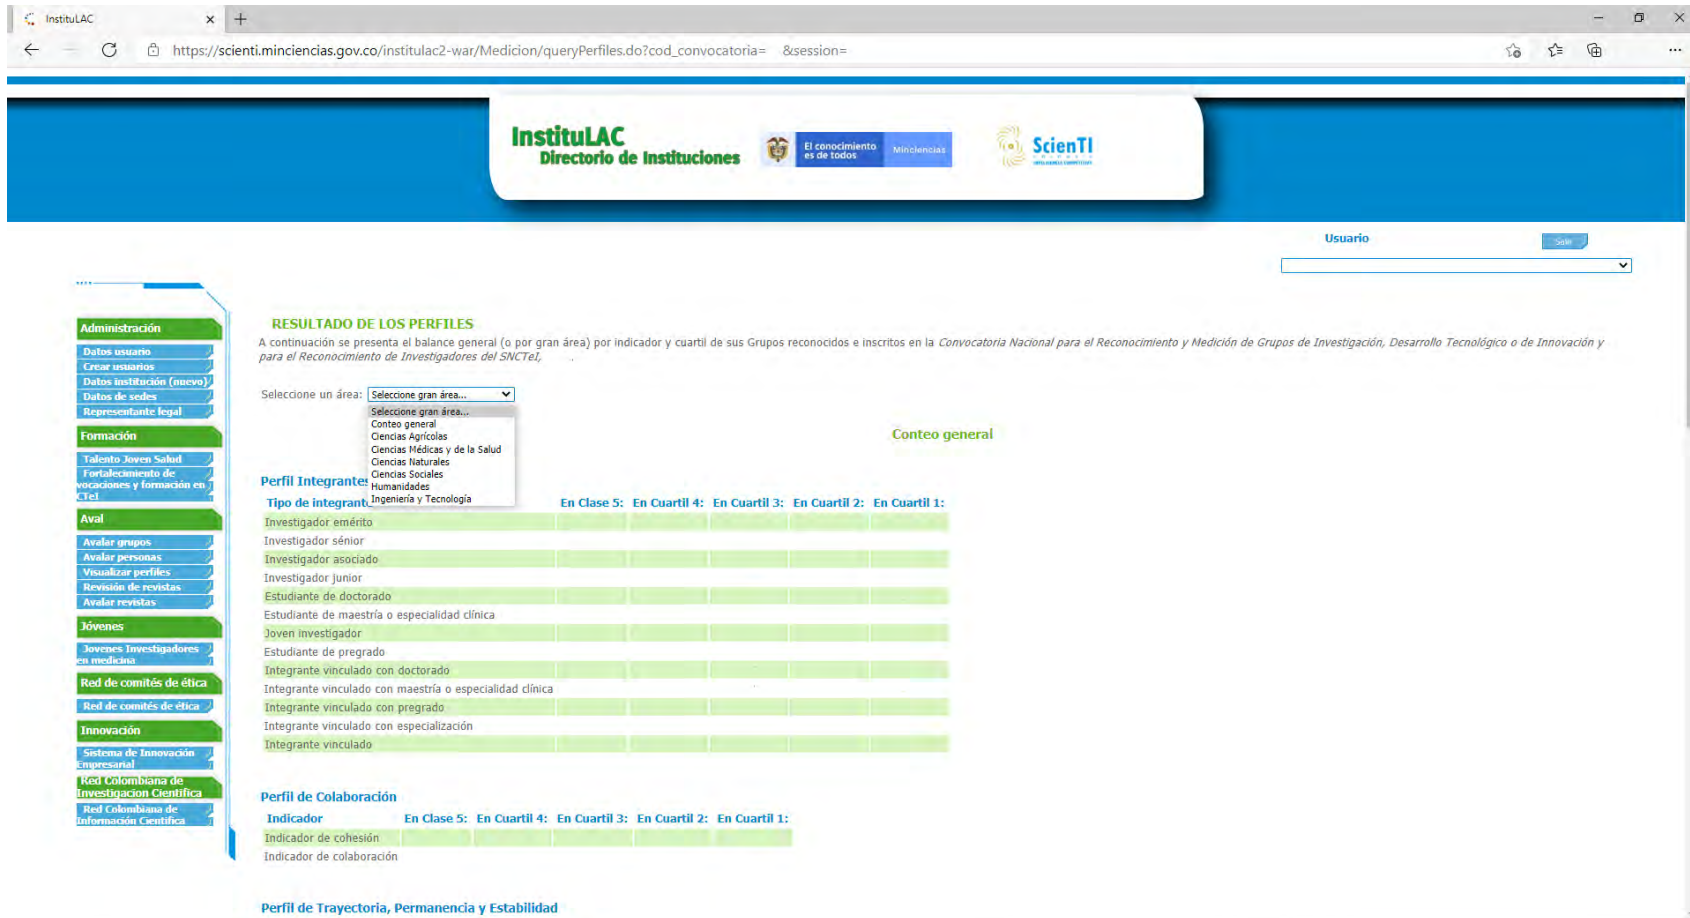 InstituLAC
https://scienti.minciencias.gov.co/institulac2-war/Medicion/queryPerfiles.do?cod_convocatoria= &session=
InstituLAC
Directorio de Instituciones
El conocimiento
es de todos
Minciencias
ScienTI
Usuario
Salir
Administración
Datos usuario
Crear usuarios
Datos institución (nuevo)
Datos de sedes
Representante legal
Formación
Talento Joven Salud
Fortalecimiento de
vocaciones y formación en
CTeI
Aval
Avalar grupos
Avalar personas
Visualizar perfiles
Revisión de revistas
Avalar revistas
Jóvenes
Jovenes Investigadores
en medicina
Red de comités de ética
Red de comités de ética
Innovación
Sistema de Innovación
Empresarial
Red Colombiana de
Investigacion Cientifica
Red Colombiana de
Información Cientifica
RESULTADO DE LOS PERFILES
A continuación se presenta el balance general (o por gran área) por indicador y cuartil de sus Grupos reconocidos e inscritos en la Convocatoria Nacional para el Reconocimiento y Medición de Grupos de Investigación, Desarrollo Tecnológico o de Innovación y
para el Reconocimiento de Investigadores del SNCTeI,
Seleccione un área: Seleccione gran área...
Seleccione gran área...
Conteo general
Ciencias Agrícolas
Ciencias Médicas y de la Salud
Ciencias Naturales
Ciencias Sociales
Humanidades
Ingeniería y Tecnología
Conteo general
Perfil Integrantes
Tipo de integrante En Clase 5: En Cuartil 4: En Cuartil 3: En Cuartil 2: En Cuartil 1:
Investigador emérito
Investigador sénior
Investigador asociado
Investigador junior
Estudiante de doctorado
Estudiante de maestría o especialidad clínica
Joven investigador
Estudiante de pregrado
Integrante vinculado con doctorado
Integrante vinculado con maestría o especialidad clínica
Integrante vinculado con pregrado
Integrante vinculado con especialización
Integrante vinculado
Perfil de Colaboración
Indicador En Clase 5: En Cuartil 4: En Cuartil 3: En Cuartil 2: En Cuartil 1:
Indicador de cohesión
Indicador de colaboración
Perfil de Trayectoria, Permanencia y Estabilidad